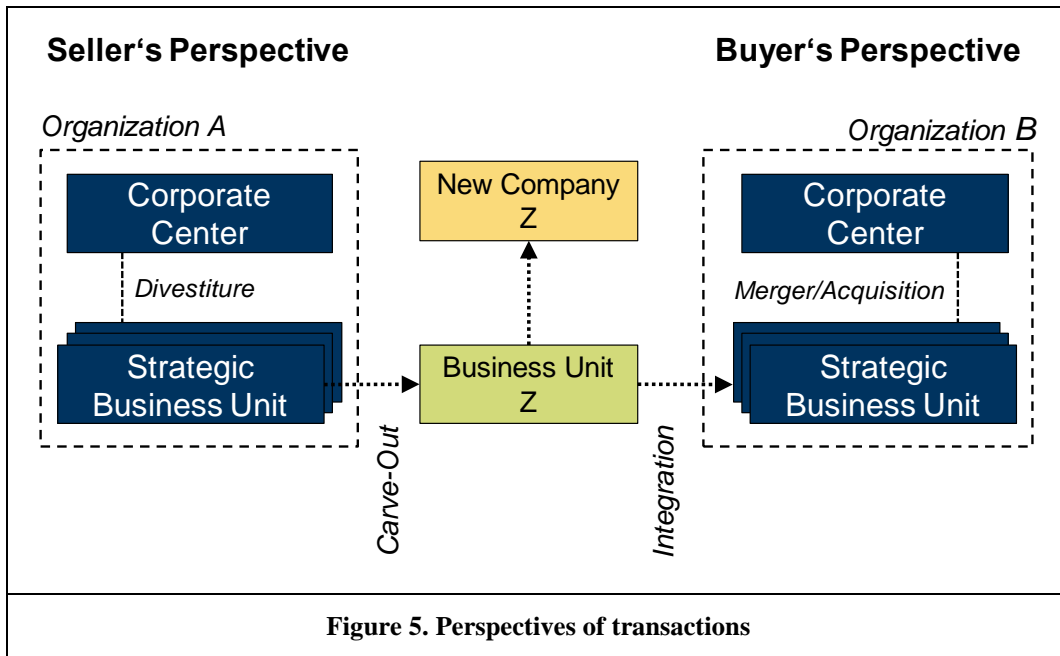 Seller‘s Perspective
Buyer‘s Perspective
Organization A
Organization B
Corporate
Center
New Company
Z
Corporate
Center
Divestiture
Merger/Acquisition
Strategic
Business Unit
Business Unit
Z
Strategic
Business Unit
Carve-Out
Integration
Figure 5. Perspectives of transactions